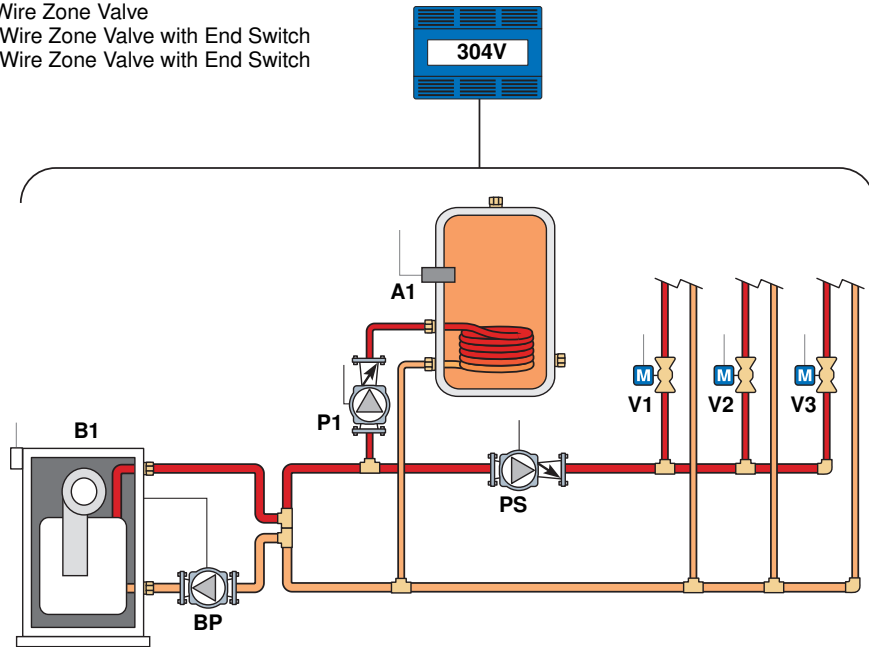 Wire Zone Valve
Wire Zone Valve with End Switch
Wire Zone Valve with End Switch
304V
A1
P1
V1
V2
V3
M
M
M
B1
PS
BP